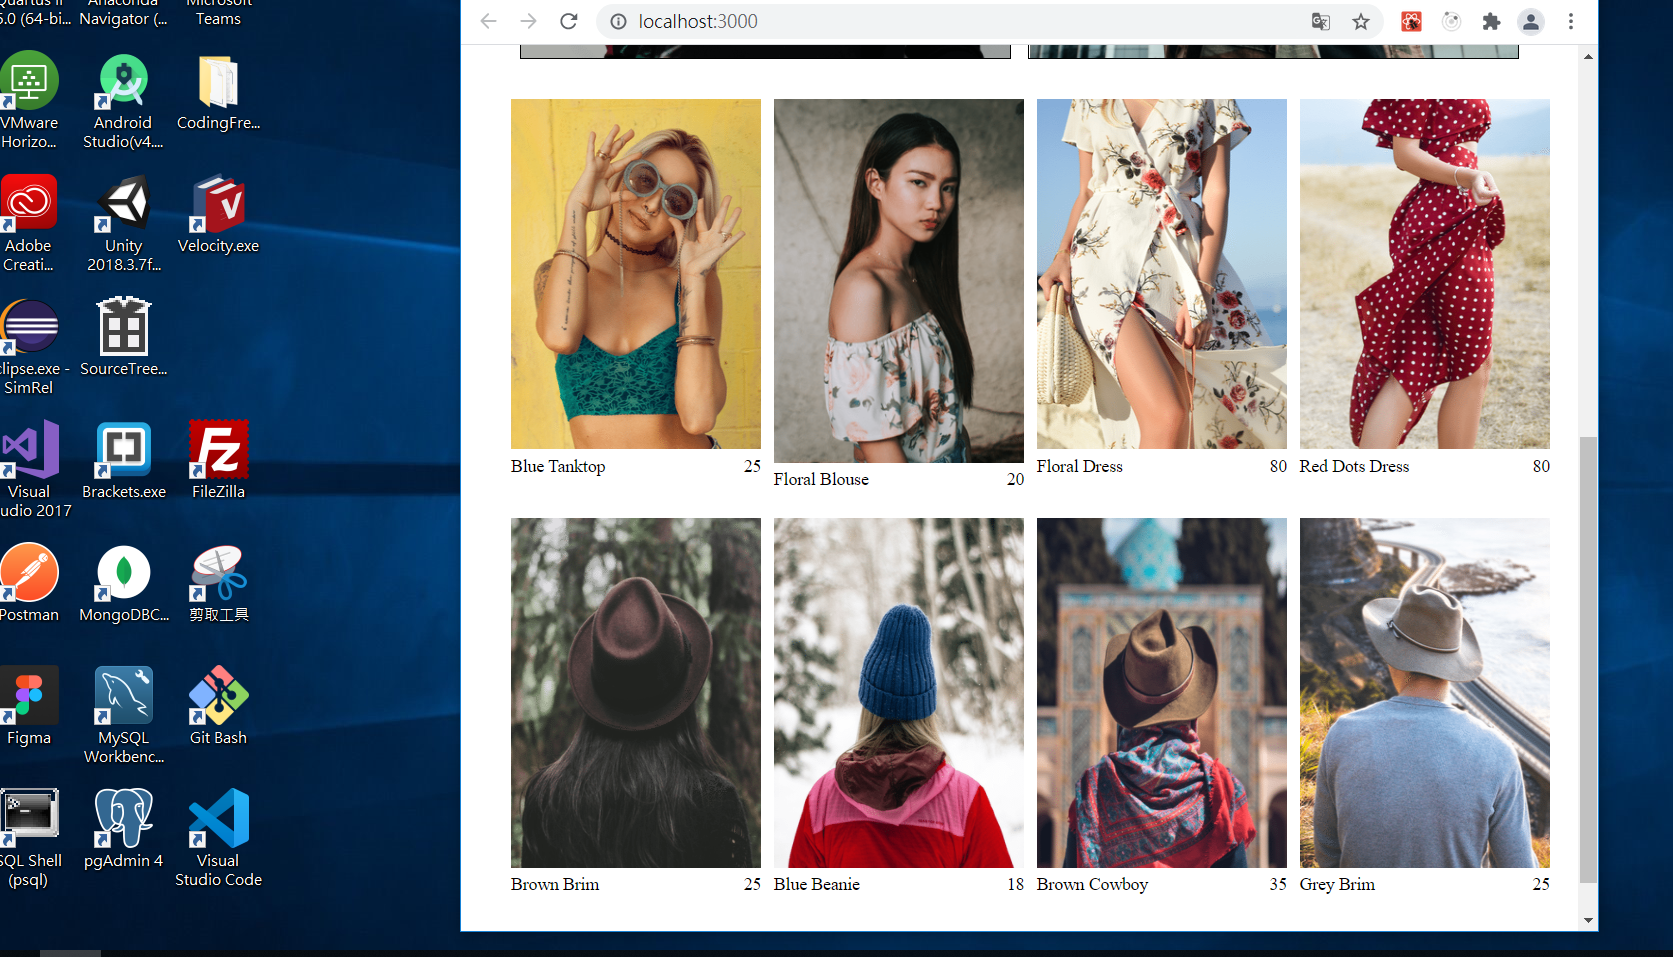 5.0 (64-bi...
Anaconda
Navigator (...
Microsoft
Teams
VMware
Horizo...
Android
Studio(v4....
CodingFre...
Adobe
Creati...
Unity
2018.3.7f...
Velocity.exe
clipse.exe -
SimRel
SourceTree...
Visual
udio 2017
Brackets.exe
FileZilla
Postman
MongoDBC...
剪取工具
Figma
MySQL
Workbenc...
Git Bash
SQL Shell
(psql)
pgAdmin 4
Visual
Studio Code
localhost:3000
Blue Tanktop 25
Floral Blouse 20
Floral Dress 80
Red Dots Dress 80
Brown Brim 25
Blue Beanie 18
Brown Cowboy 35
Grey Brim 25